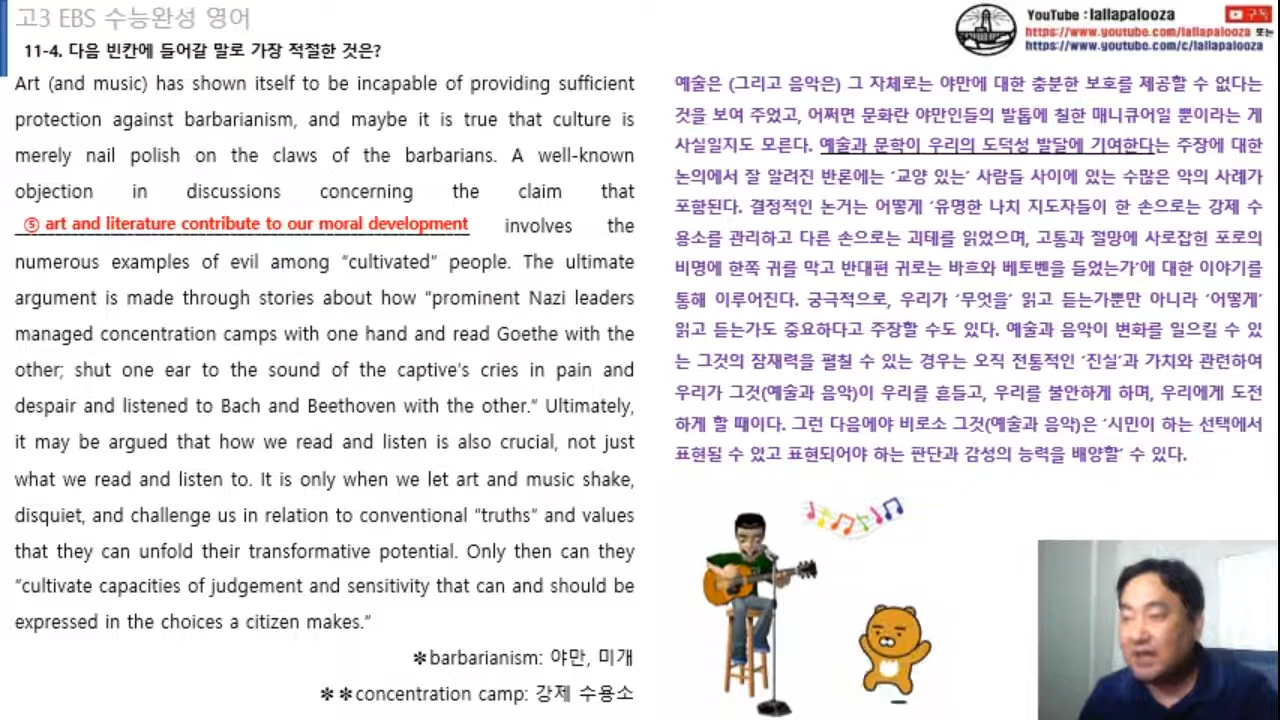 고3 EBS 수능완성 영어
YouTube : lallapalooza
구독
https://www.youtube.com/lallapalooza 또는
https://www.youtube.com/c/lallapalooza
11-4. 다음 빈칸에 들어갈 말로 가장 적절한 것은?
Art (and music) has shown itself to be incapable of providing sufficient
protection against barbarianism, and maybe it is true that culture is
merely nail polish on the claws of the barbarians. A well-known
objection in discussions concerning the claim that
⑤ art and literature contribute to our moral development involves the
numerous examples of evil among “cultivated” people. The ultimate
argument is made through stories about how “prominent Nazi leaders
managed concentration camps with one hand and read Goethe with the
other; shut one ear to the sound of the captive’s cries in pain and
despair and listened to Bach and Beethoven with the other.” Ultimately,
it may be argued that how we read and listen is also crucial, not just
what we read and listen to. It is only when we let art and music shake,
disquiet, and challenge us in relation to conventional “truths” and values
that they can unfold their transformative potential. Only then can they
“cultivate capacities of judgement and sensitivity that can and should be
expressed in the choices a citizen makes.”
＊barbarianism: 야만, 미개
＊＊concentration camp: 강제 수용소
예술은 (그리고 음악은) 그 자체로는 야만에 대한 충분한 보호를 제공할 수 없다는
것을 보여 주었고, 어쩌면 문화란 야만인들의 발톱에 칠한 매니큐어일 뿐이라는 게
사실일지도 모른다. 예술과 문학이 우리의 도덕성 발달에 기여한다는 주장에 대한
논의에서 잘 알려진 반론에는 ‘교양 있는’ 사람들 사이에 있는 수많은 악의 사례가
포함된다. 결정적인 논거는 어떻게 ‘유명한 나치 지도자들이 한 손으로는 강제 수
용소를 관리하고 다른 손으로는 괴테를 읽었으며, 고통과 절망에 사로잡힌 포로의
비명에 한쪽 귀를 막고 반대편 귀로는 바흐와 베토벤을 들었는가’에 대한 이야기를
통해 이루어진다. 궁극적으로, 우리가 ‘무엇을’ 읽고 듣는가뿐만 아니라 ‘어떻게’
읽고 듣는가도 중요하다고 주장할 수도 있다. 예술과 음악이 변화를 일으킬 수 있
는 그것의 잠재력을 펼칠 수 있는 경우는 오직 전통적인 ‘진실’과 가치와 관련하여
우리가 그것(예술과 음악)이 우리를 흔들고, 우리를 불안하게 하며, 우리에게 도전
하게 할 때이다. 그런 다음에야 비로소 그것(예술과 음악)은 ‘시민이 하는 선택에서
표현될 수 있고 표현되어야 하는 판단과 감성의 능력을 배양할’ 수 있다.